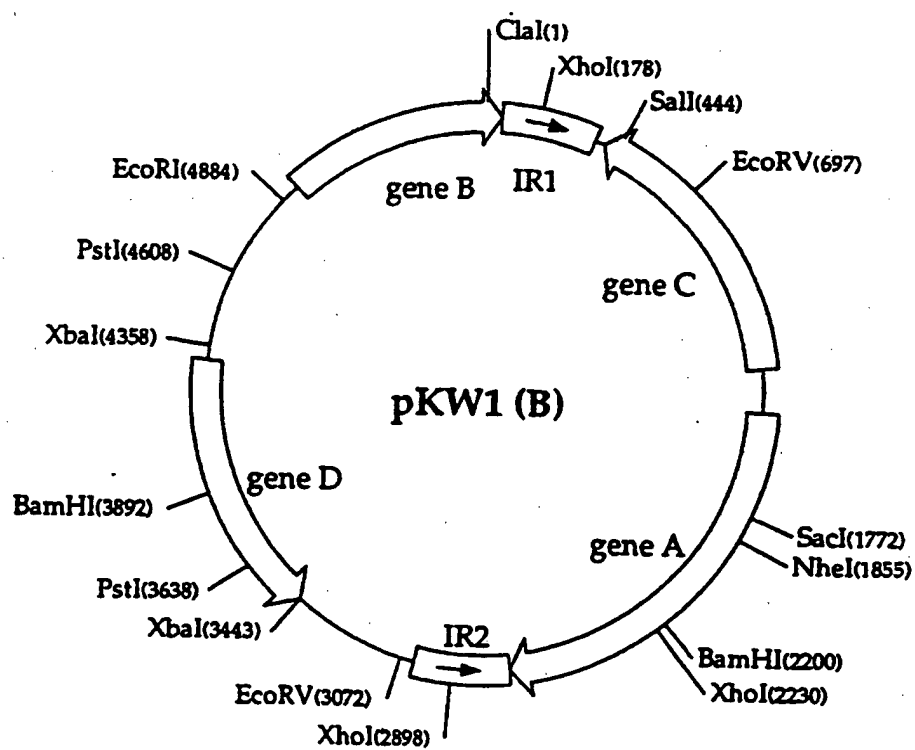 ClaI(1)
XhoI(178)
SalI(444)
EcoRV(697)
EcoRI(4884)
gene B
IR1
PstI(4608)
gene C
XbaI(4358)
pKW1 (B)
gene D
BamHI(3892)
gene A
SacI(1772)
NheI(1855)
PstI(3638)
XbaI(3443)
IR2
BamHI(2200)
EcoRV(3072)
XhoI(2230)
XhoI(2898)